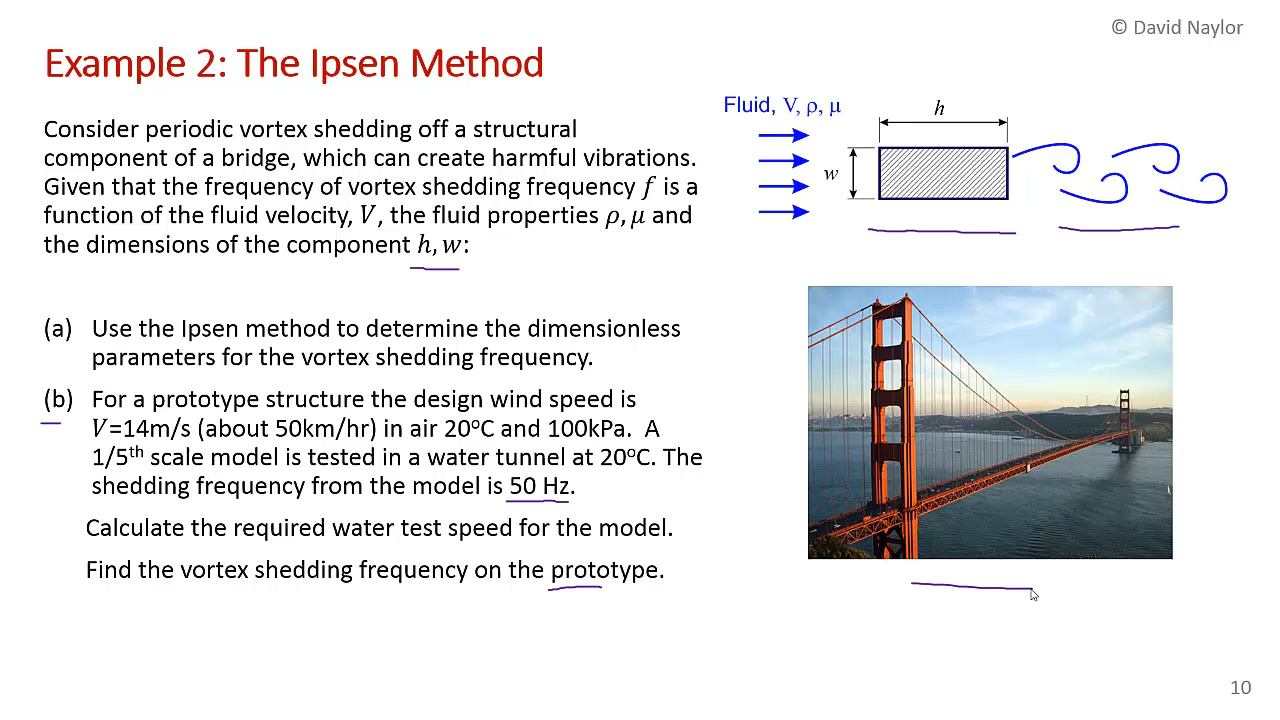 © David Naylor
Example 2: The Ipsen Method
Consider periodic vortex shedding off a structural
component of a bridge, which can create harmful vibrations.
Given that the frequency of vortex shedding frequency f is a
function of the fluid velocity, V, the fluid properties ρ, μ and
the dimensions of the component h, w:
(a) Use the Ipsen method to determine the dimensionless
parameters for the vortex shedding frequency.
(b) For a prototype structure the design wind speed is
V=14m/s (about 50km/hr) in air 20ºC and 100kPa. A
1/5th scale model is tested in a water tunnel at 20ºC. The
shedding frequency from the model is 50 Hz.
Calculate the required water test speed for the model.
Find the vortex shedding frequency on the prototype.
Fluid, V, ρ, μ
h
w
10